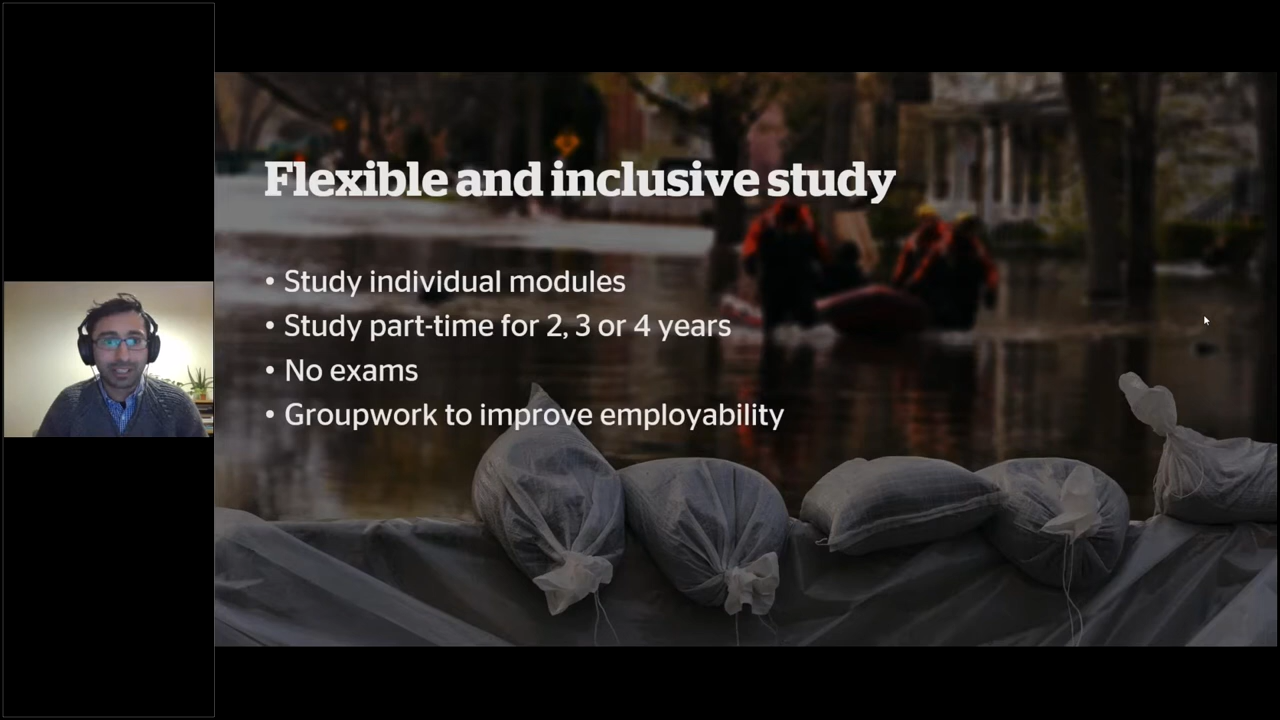 Flexible and inclusive study
• Study individual modules
• Study part-time for 2, 3 or 4 years
• No exams
• Groupwork to improve employability